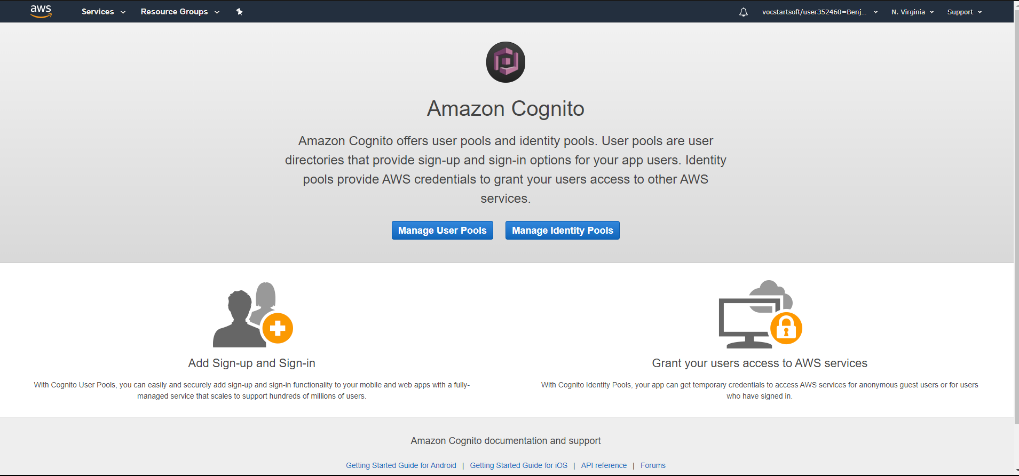 aws Services Resource Groups vocstartsoft/user352460=Benj... N. Virginia Support
Amazon Cognito
Amazon Cognito offers user pools and identity pools. User pools are user
directories that provide sign-up and sign-in options for your app users. Identity
pools provide AWS credentials to grant your users access to other AWS
services.
Manage User Pools Manage Identity Pools
Add Sign-up and Sign-in
With Cognito User Pools, you can easily and securely add sign-up and sign-in functionality to your mobile and web apps with a fully-
managed service that scales to support hundreds of millions of users.
Grant your users access to AWS services
With Cognito Identity Pools, your app can get temporary credentials to access AWS services for anonymous guest users or for users
who have signed in.
Amazon Cognito documentation and support
Getting Started Guide for Android | Getting Started Guide for iOS | API reference | Forums